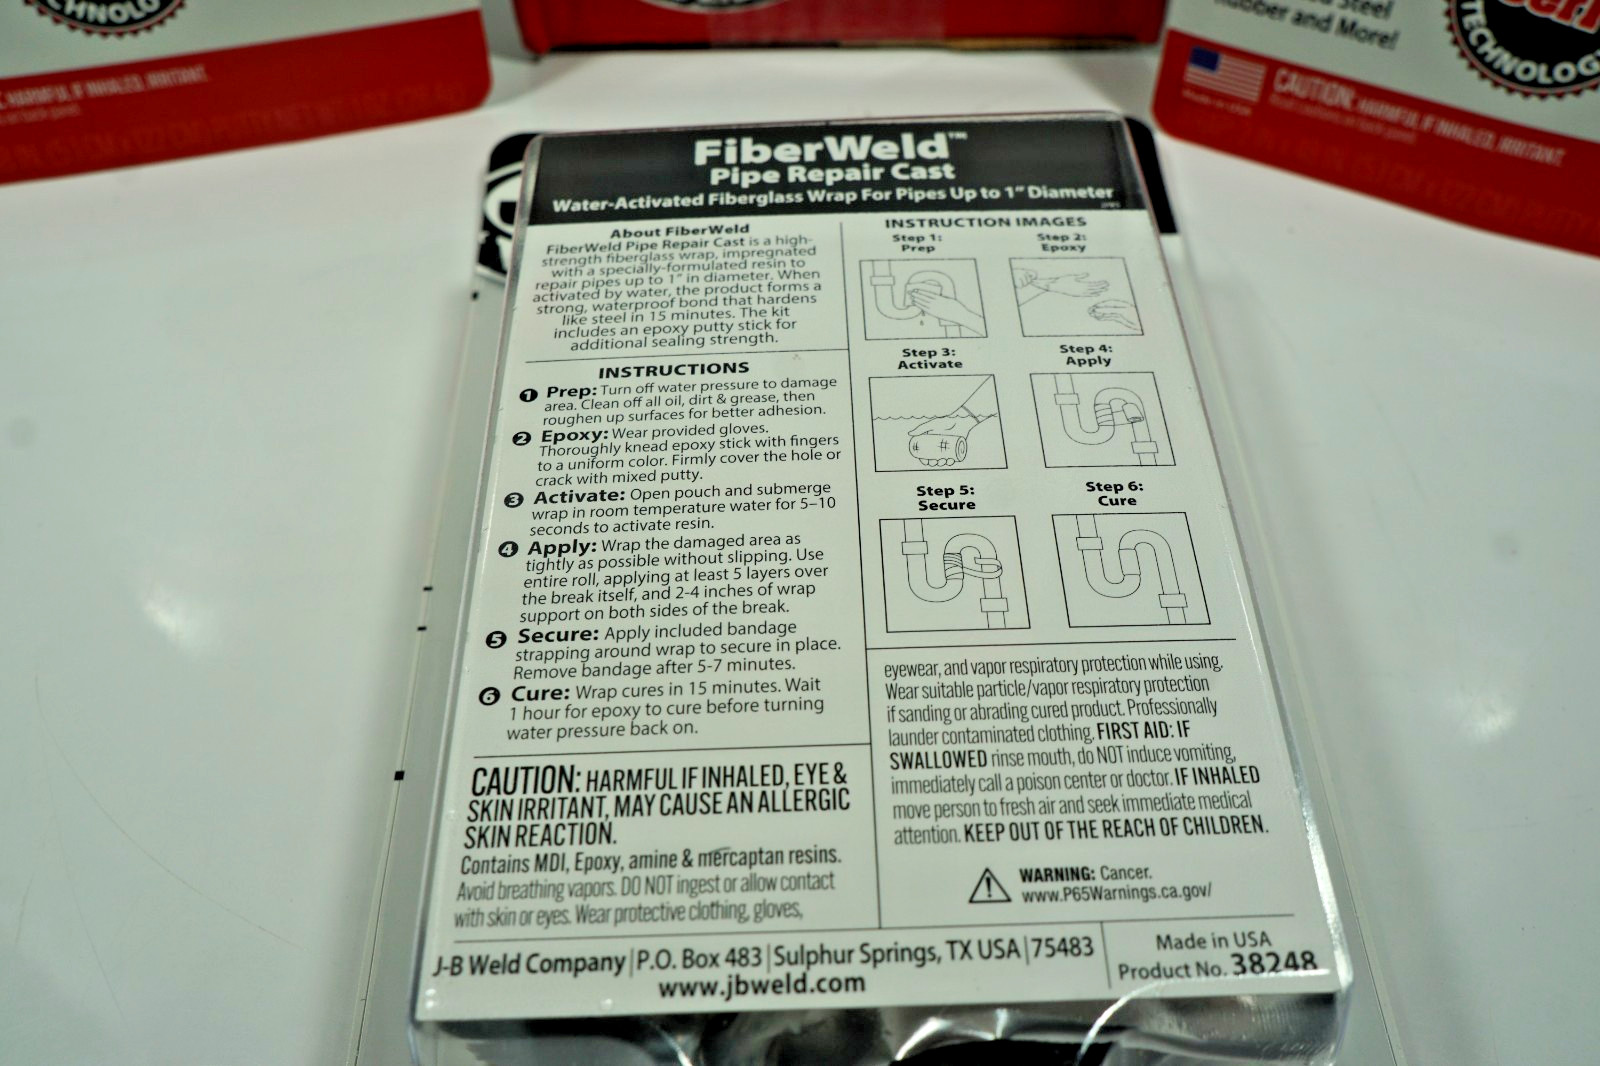 TECHNOLO
HARMFUL IF INHALED, IRRITANT.
Steel
Rubber and More!
TECHNOLOG
CAUTION: HARMFUL IF INHALED, IRRITANT.
FiberWeld™
Pipe Repair Cast
Water-Activated Fiberglass Wrap For Pipes Up to 1" Diameter
About FiberWeld
FiberWeld Pipe Repair Cast is a high-
strength fiberglass wrap, impregnated
with a specially-formulated resin to
repair pipes up to 1" in diameter. When
activated by water, the product forms a
strong, waterproof bond that hardens
like steel in 15 minutes. The kit
includes an epoxy putty stick for
additional sealing strength.
INSTRUCTIONS
1 Prep: Turn off water pressure to damage
area. Clean off all oil, dirt & grease, then
roughen up surfaces for better adhesion.
2 Epoxy: Wear provided gloves.
Thoroughly knead epoxy stick with fingers
to a uniform color. Firmly cover the hole or
crack with mixed putty.
3 Activate: Open pouch and submerge
wrap in room temperature water for 5–10
seconds to activate resin.
4 Apply: Wrap the damaged area as
tightly as possible without slipping. Use
entire roll, applying at least 5 layers over
the break itself, and 2-4 inches of wrap
support on both sides of the break.
5 Secure: Apply included bandage
strapping around wrap to secure in place.
Remove bandage after 5-7 minutes.
6 Cure: Wrap cures in 15 minutes. Wait
1 hour for epoxy to cure before turning
water pressure back on.
CAUTION: HARMFUL IF INHALED, EYE &
SKIN IRRITANT, MAY CAUSE AN ALLERGIC
SKIN REACTION.
Contains MDI, Epoxy, amine & mercaptan resins.
Avoid breathing vapors. DO NOT ingest or allow contact
with skin or eyes. Wear protective clothing, gloves,
INSTRUCTION IMAGES
Step 1:
Prep
Step 2:
Epoxy
Step 3:
Activate
Step 4:
Apply
Step 5:
Secure
Step 6:
Cure
eyewear, and vapor respiratory protection while using.
Wear suitable particle/vapor respiratory protection
if sanding or abrading cured product. Professionally
launder contaminated clothing. FIRST AID: IF
SWALLOWED rinse mouth, do NOT induce vomiting,
immediately call a poison center or doctor. IF INHALED
move person to fresh air and seek immediate medical
attention. KEEP OUT OF THE REACH OF CHILDREN.
WARNING: Cancer.
www.P65Warnings.ca.gov/
J-B Weld Company | P.O. Box 483 | Sulphur Springs, TX USA | 75483
www.jbweld.com
Made in USA
Product No. 38248